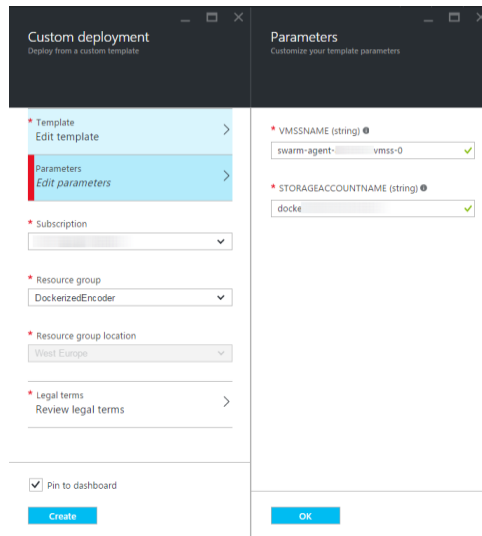 Custom deployment
Deploy from a custom template
* Template
Edit template
Parameters
Edit parameters
* Subscription
* Resource group
DockerizedEncoder
* Resource group location
West Europe
* Legal terms
Review legal terms
Pin to dashboard
Create
Parameters
Customize your template parameters
* VMSSNAME (string)
swarm-agent- vmss-0
* STORAGEACCOUNTNAME (string)
docke
OK